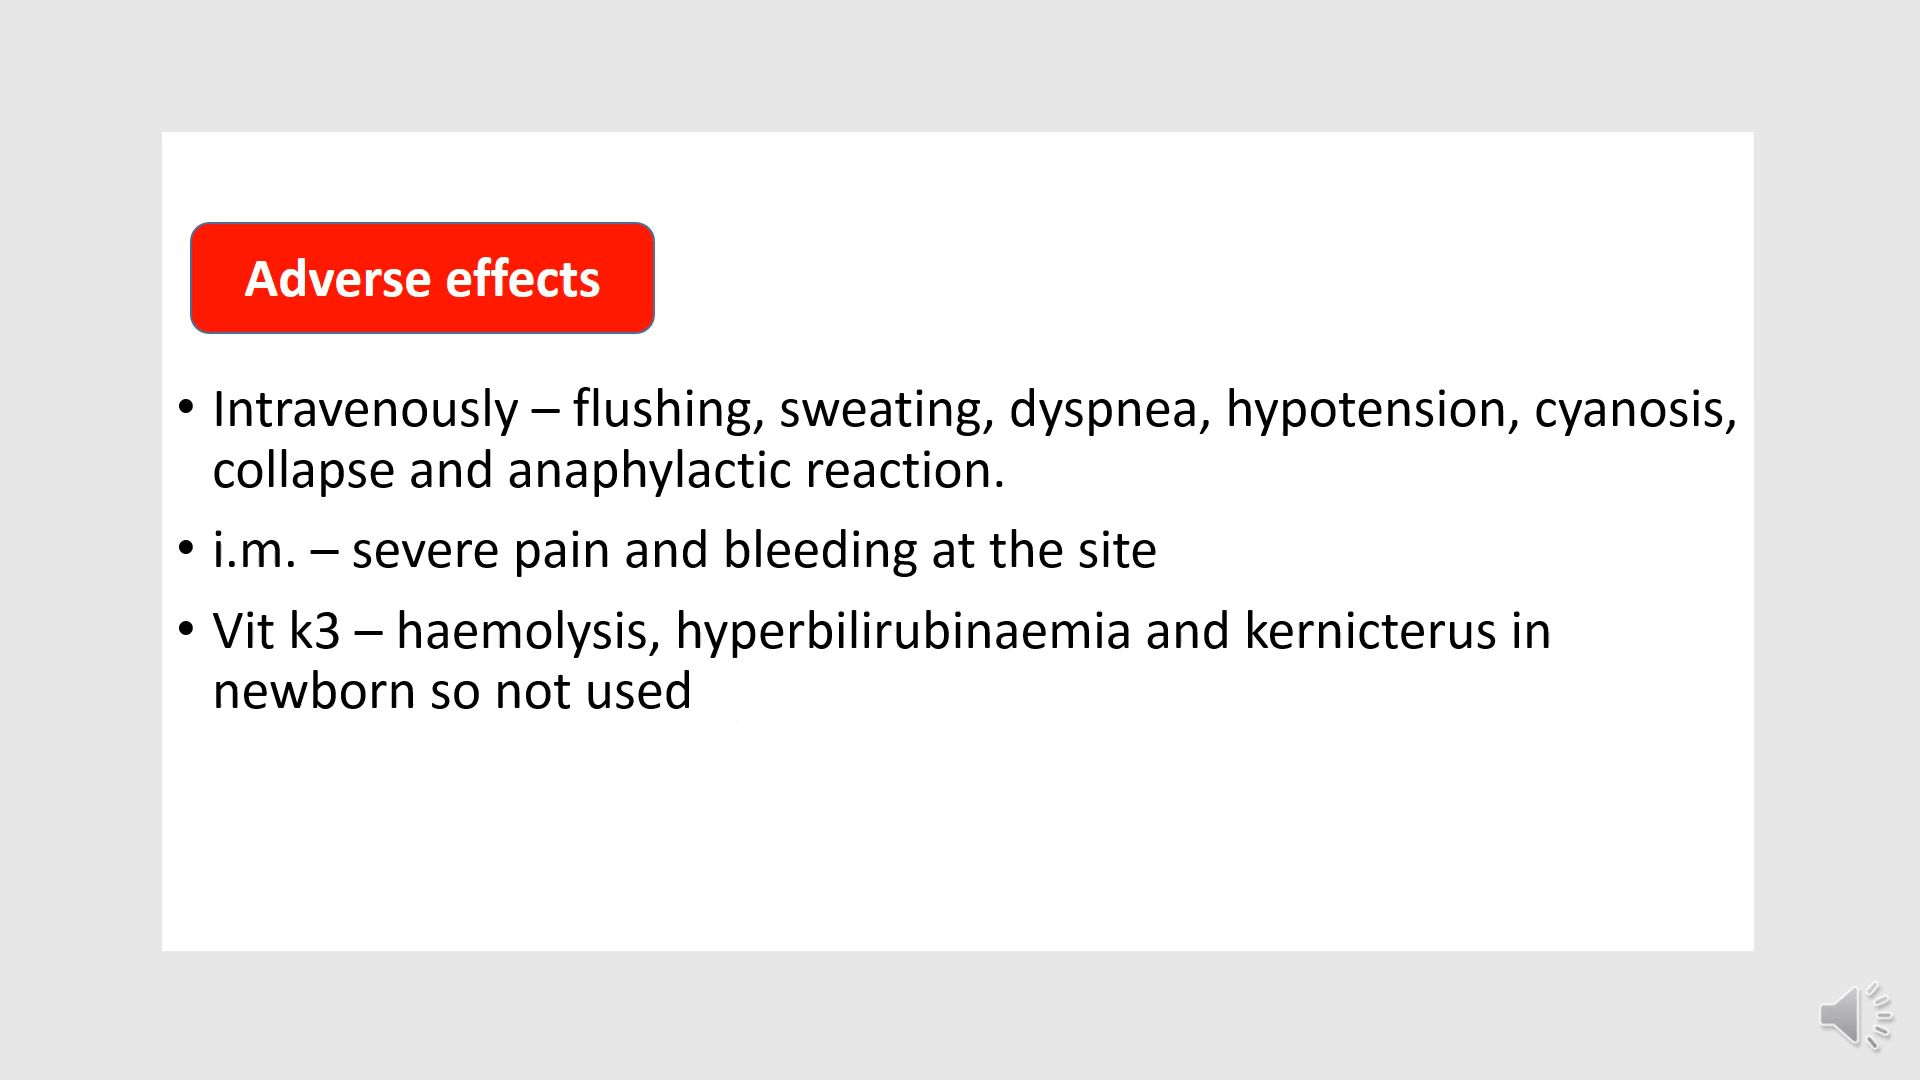 Adverse effects
• Intravenously – flushing, sweating, dyspnea, hypotension, cyanosis,
collapse and anaphylactic reaction.
• i.m. – severe pain and bleeding at the site
• Vit k3 – haemolysis, hyperbilirubinaemia and kernicterus in
newborn so not used